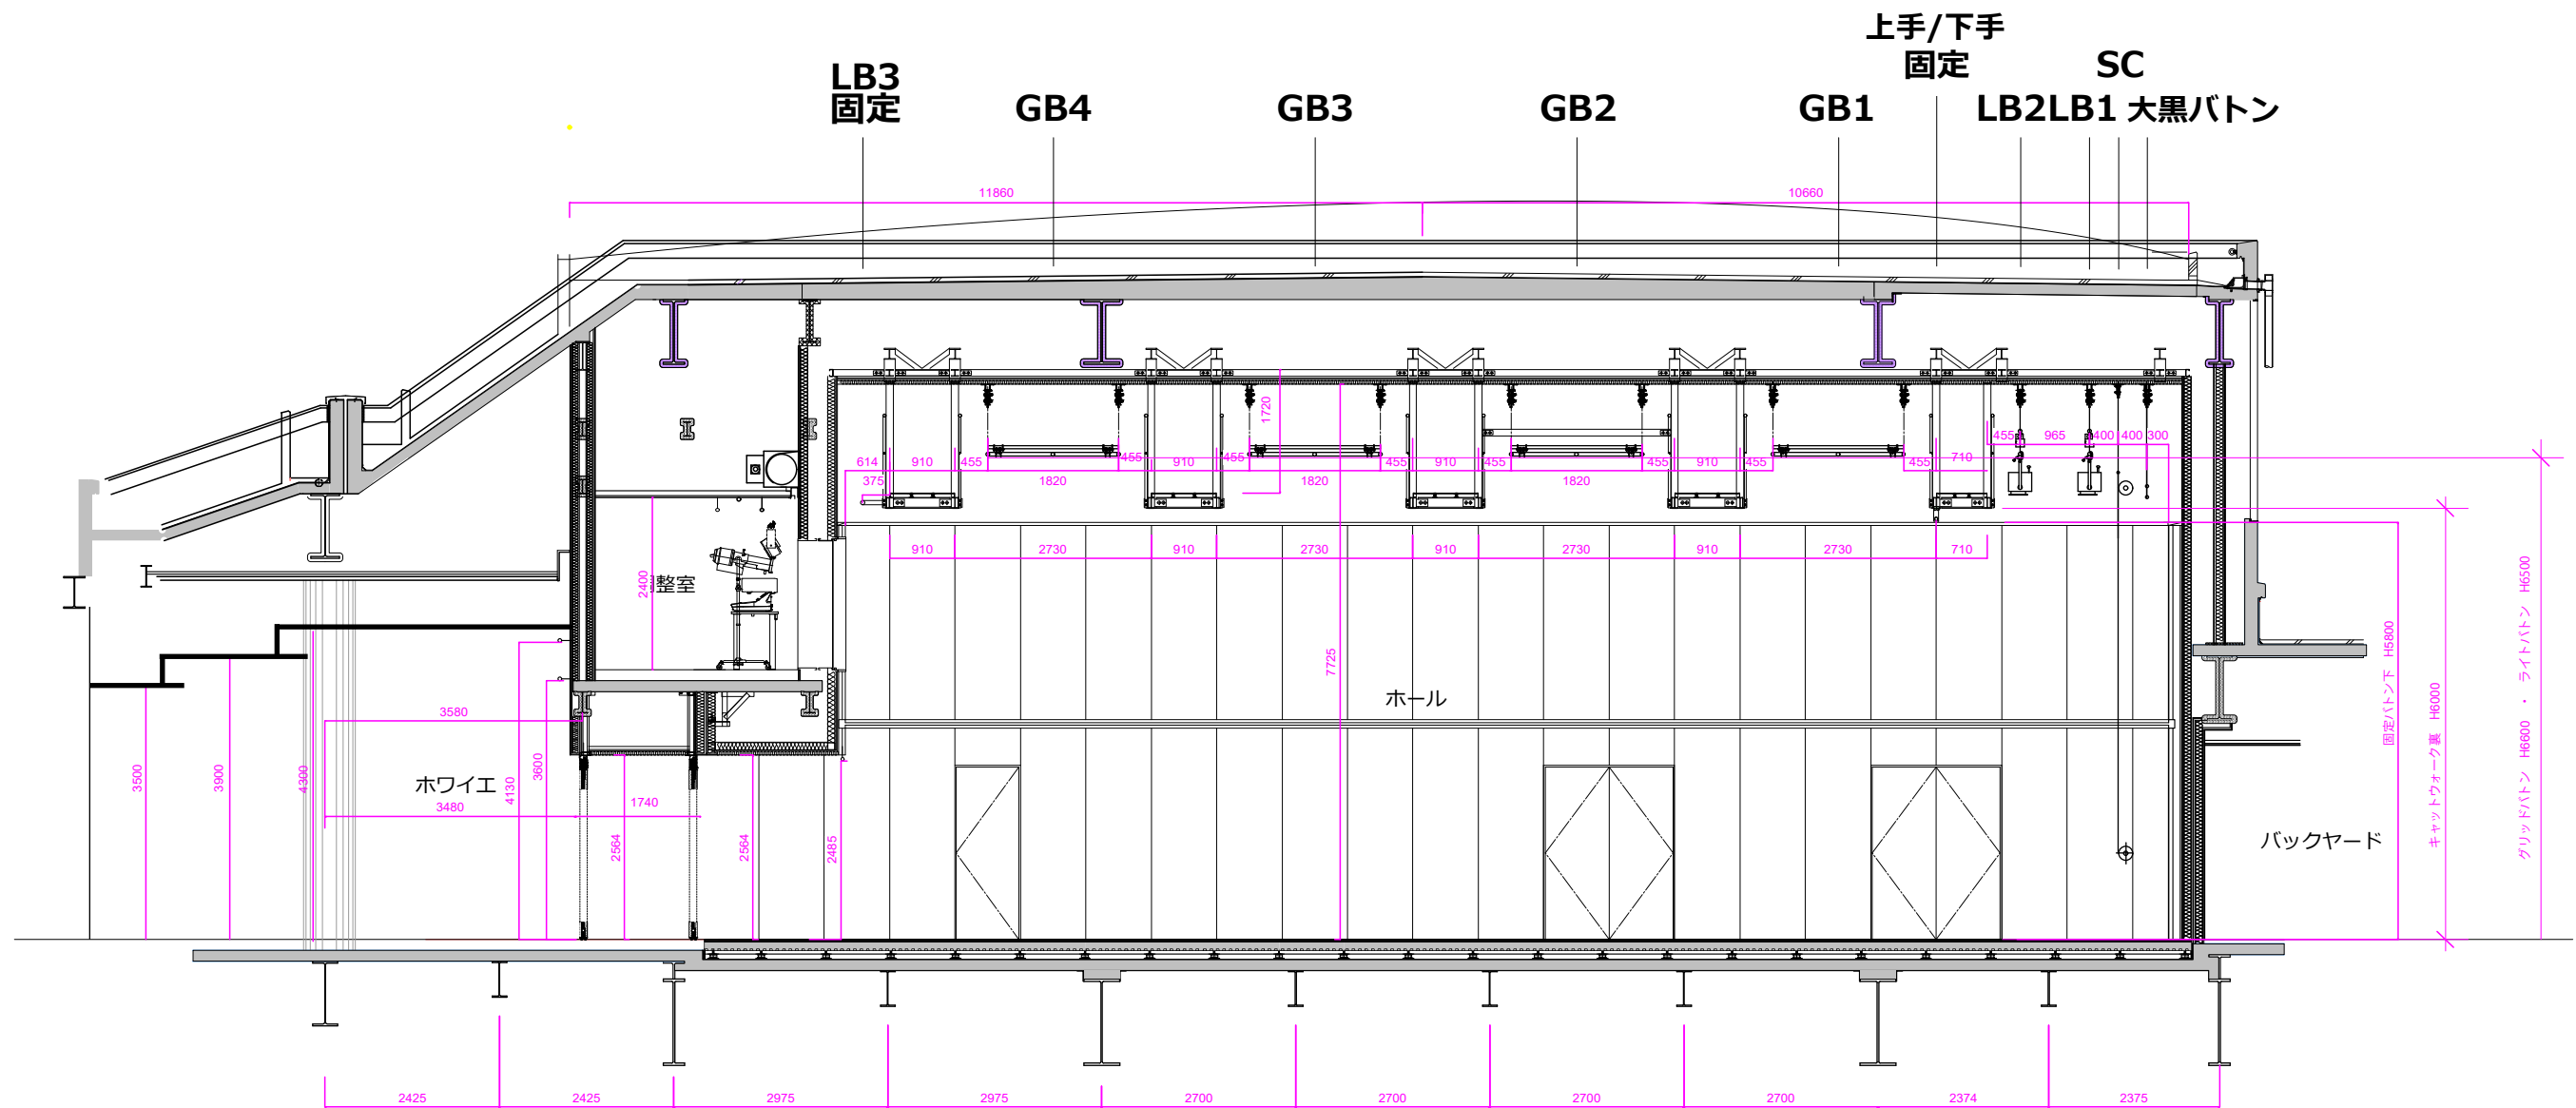 上手/下手
固定
SC
LB3
固定
GB4
GB3
GB2
GB1
LB2LB1 大黒バトン
11860
10660
1720
455 965 400 400 300
614 910 455 455 910 455 455 910 455 455 910 455 455 710
375
1820
1820
1820
910 2730 910 2730 910 2730 910 2730 710
2400
整室
7725
ホール
3580
3500
3900
4300
ホワイエ
3480
4130
3600
1740
2564
2564
2485
固定バトン下 H5800
キャットウォーク裏 H6000
グリッドバトン H6600 ・ ライトバトン H6500
バックヤード
2425 2425 2975 2975 2700 2700 2700 2700 2374 2375